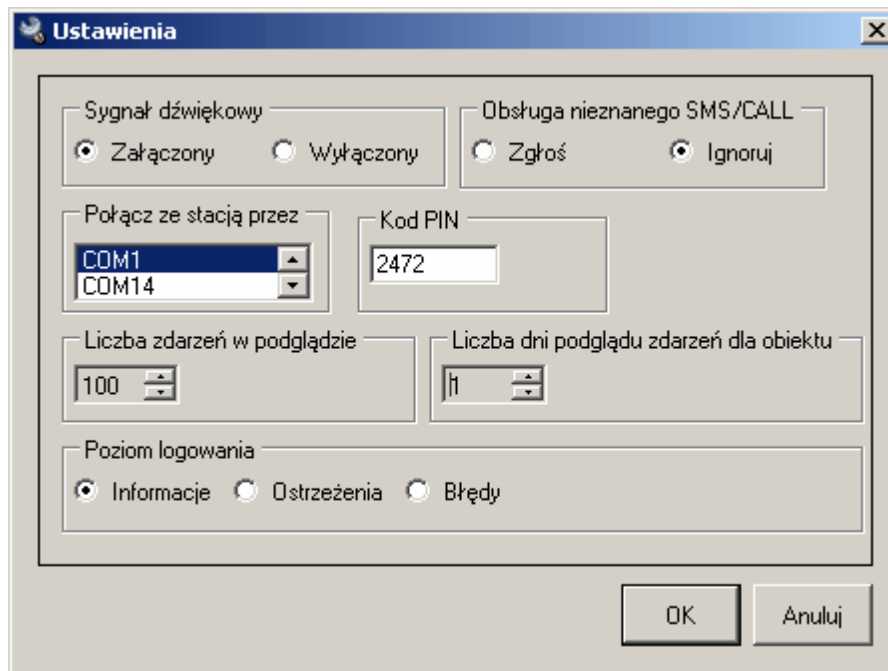 Ustawienia
Sygnał dźwiękowy
Załączony Wyłączony
Obsługa nieznanego SMS/CALL
Zgłoś Ignoruj
Połącz ze stacją przez
COM1
COM14
Kod PIN
2472
Liczba zdarzeń w podglądzie
100
Liczba dni podglądu zdarzeń dla obiektu
1
Poziom logowania
Informacje Ostrzeżenia Błędy
OK Anuluj